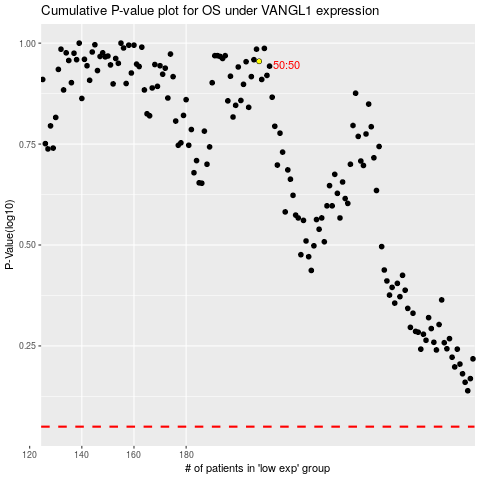 Cumulative P-value plot for OS under VANGL1 expression
1.00
50:50
0.75
P-Value(log10)
0.50
0.25
120 140 160 180
# of patients in 'low exp' group